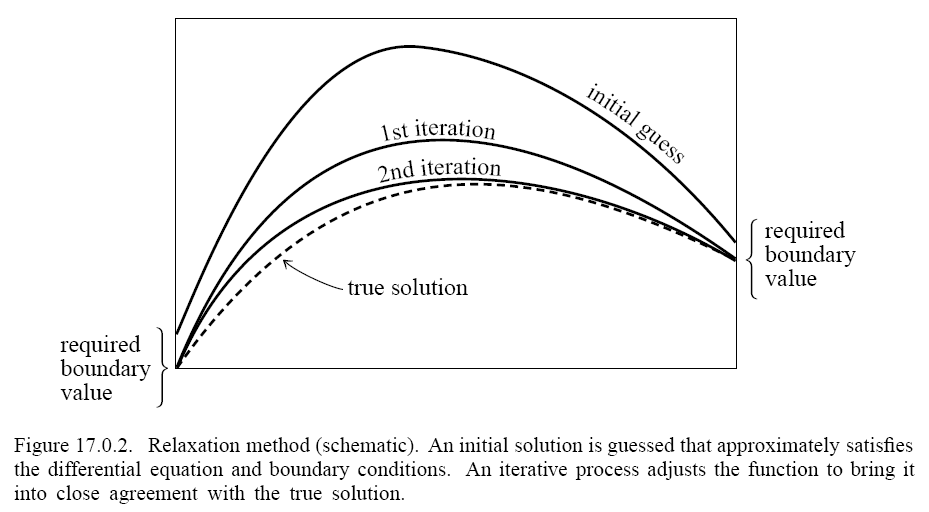 initial guess
1st iteration
2nd iteration
true solution
required
boundary
value
required
boundary
value
Figure 17.0.2. Relaxation method (schematic). An initial solution is guessed that approximately satisfies
the differential equation and boundary conditions. An iterative process adjusts the function to bring it
into close agreement with the true solution.